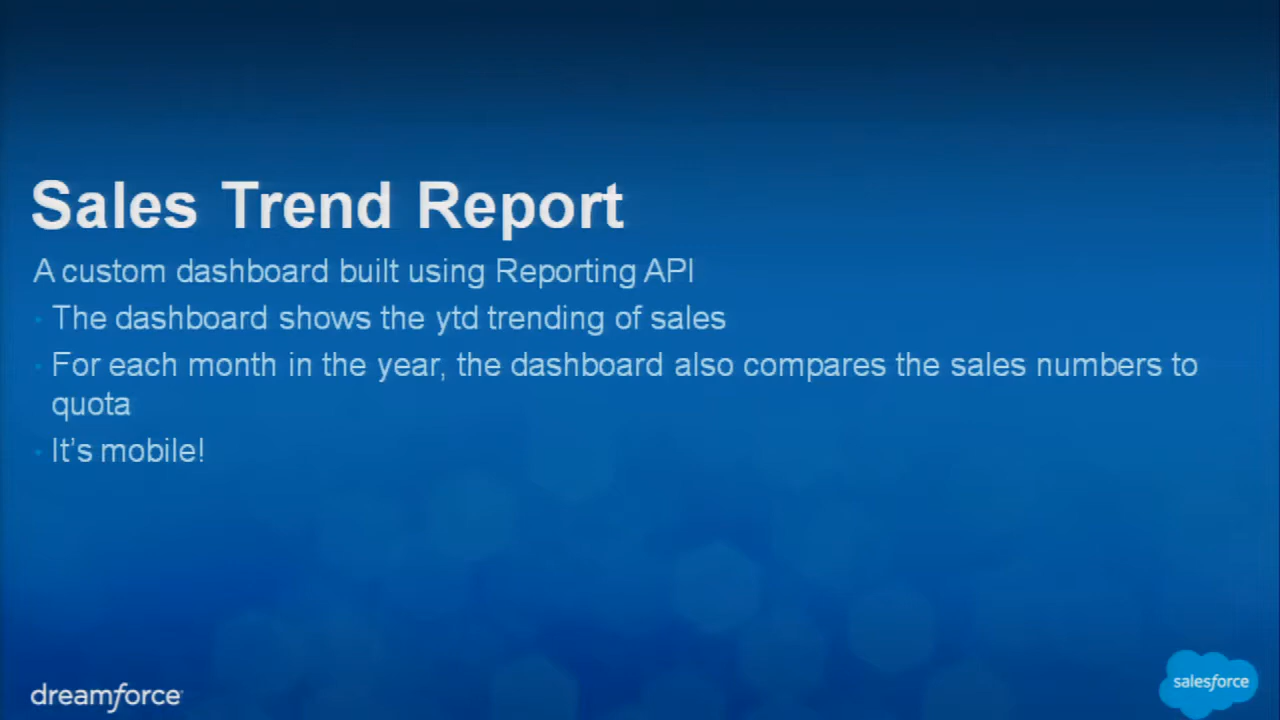 Sales Trend Report
A custom dashboard built using Reporting API
· The dashboard shows the ytd trending of sales
· For each month in the year, the dashboard also compares the sales numbers to
quota
· It’s mobile!
dreamforce
salesforce